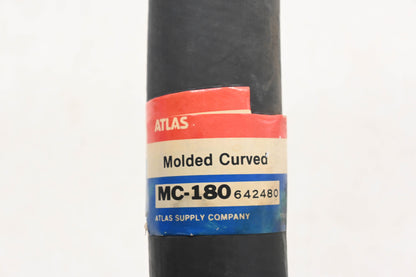 ATLAS
Molded Curved
MC-180 642480
ATLAS SUPPLY COMPANY